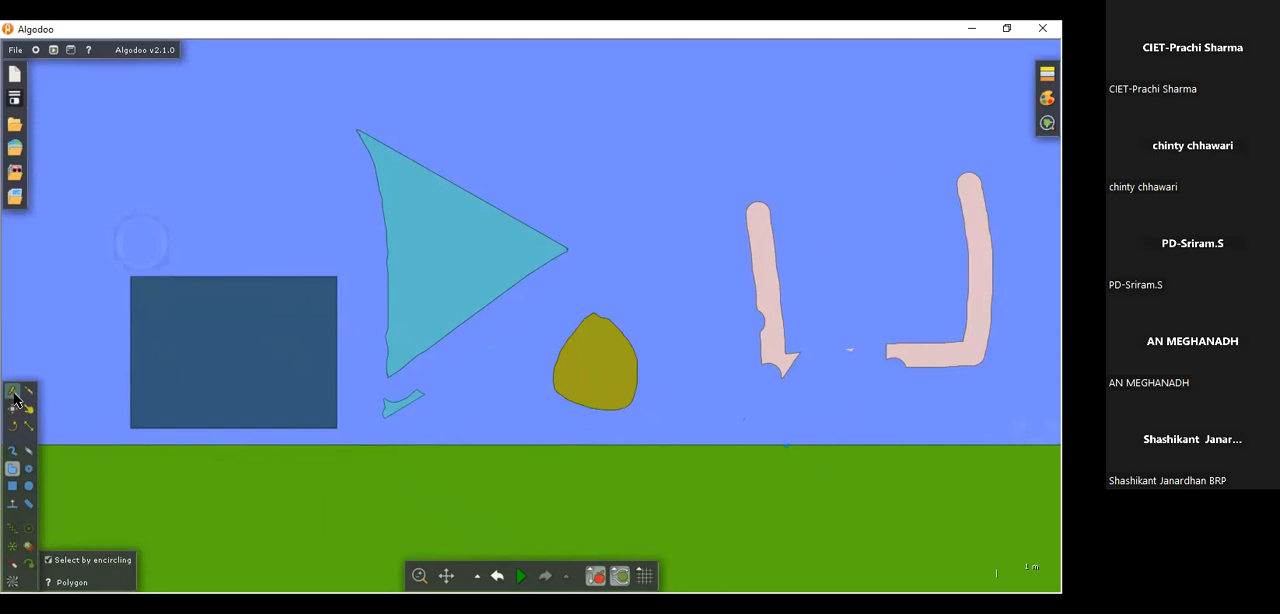 Algodoo
File ? Algodoo v2.1.0
Select by encircling
? Polygon
1 m
CIET-Prachi Sharma
CIET-Prachi Sharma
chinty chhawari
chinty chhawari
PD-Sriram.S
PD-Sriram.S
AN MEGHANADH
AN MEGHANADH
Shashikant Janar...
Shashikant Janardhan BRP